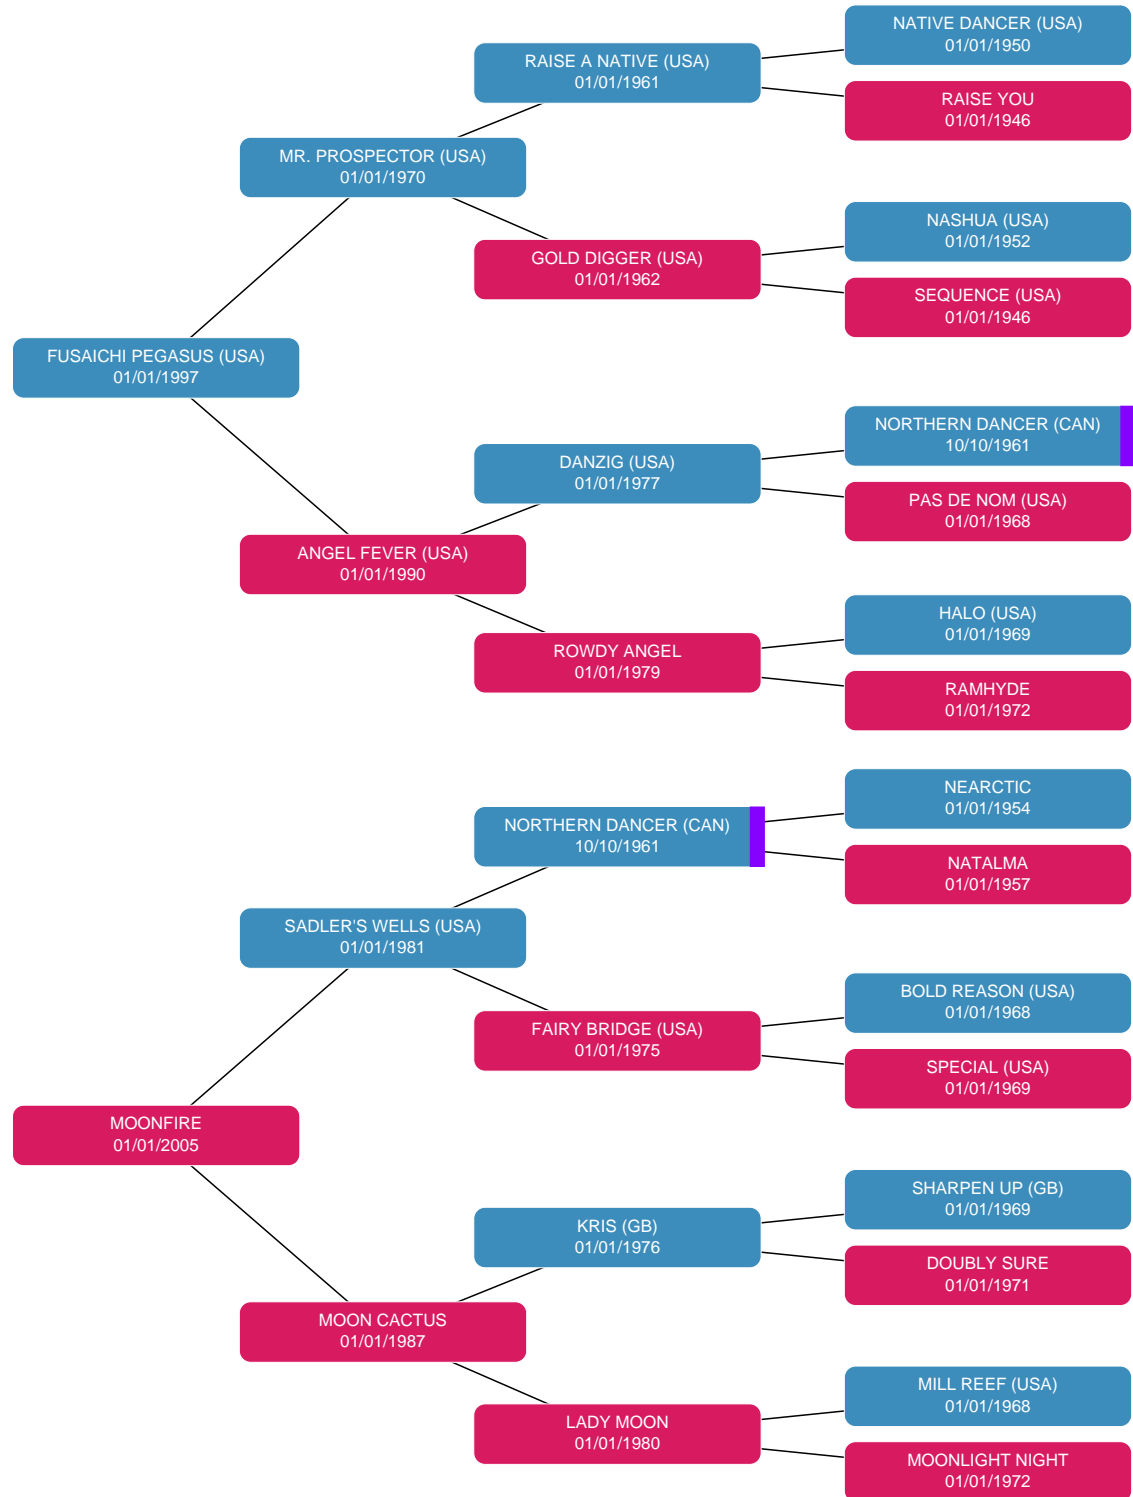 NATIVE DANCER (USA)
01/01/1950
RAISE A NATIVE (USA)
01/01/1961
RAISE YOU
01/01/1946
MR. PROSPECTOR (USA)
01/01/1970
NASHUA (USA)
01/01/1952
GOLD DIGGER (USA)
01/01/1962
SEQUENCE (USA)
01/01/1946
FUSAICHI PEGASUS (USA)
01/01/1997
NORTHERN DANCER (CAN)
10/10/1961
DANZIG (USA)
01/01/1977
PAS DE NOM (USA)
01/01/1968
ANGEL FEVER (USA)
01/01/1990
HALO (USA)
01/01/1969
ROWDY ANGEL
01/01/1979
RAMHYDE
01/01/1972
NEARCTIC
01/01/1954
NORTHERN DANCER (CAN)
10/10/1961
NATALMA
01/01/1957
SADLER'S WELLS (USA)
01/01/1981
BOLD REASON (USA)
01/01/1968
FAIRY BRIDGE (USA)
01/01/1975
SPECIAL (USA)
01/01/1969
MOONFIRE
01/01/2005
SHARPEN UP (GB)
01/01/1969
KRIS (GB)
01/01/1976
DOUBLY SURE
01/01/1971
MOON CACTUS
01/01/1987
MILL REEF (USA)
01/01/1968
LADY MOON
01/01/1980
MOONLIGHT NIGHT
01/01/1972